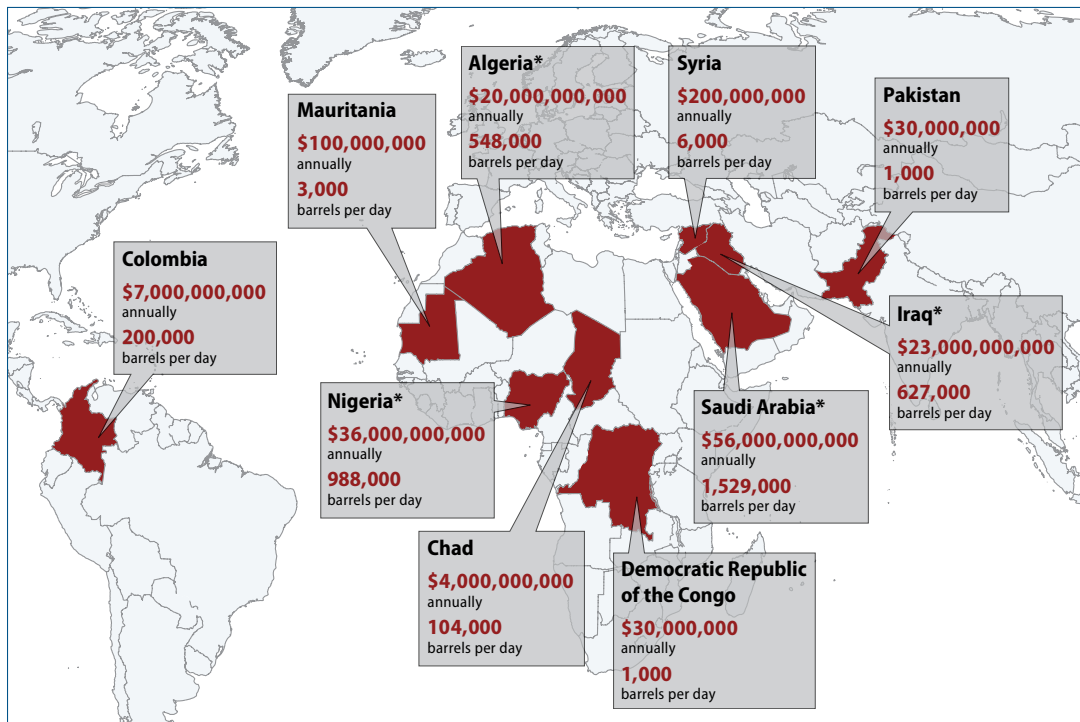 Algeria*
$20,000,000,000
annually
548,000
barrels per day
Syria
$200,000,000
annually
6,000
barrels per day
Pakistan
$30,000,000
annually
1,000
barrels per day
Mauritania
$100,000,000
annually
3,000
barrels per day
Colombia
$7,000,000,000
annually
200,000
barrels per day
Iraq*
$23,000,000,000
annually
627,000
barrels per day
Nigeria*
$36,000,000,000
annually
988,000
barrels per day
Saudi Arabia*
$56,000,000,000
annually
1,529,000
barrels per day
Chad
$4,000,000,000
annually
104,000
barrels per day
Democratic Republic
of the Congo
$30,000,000
annually
1,000
barrels per day